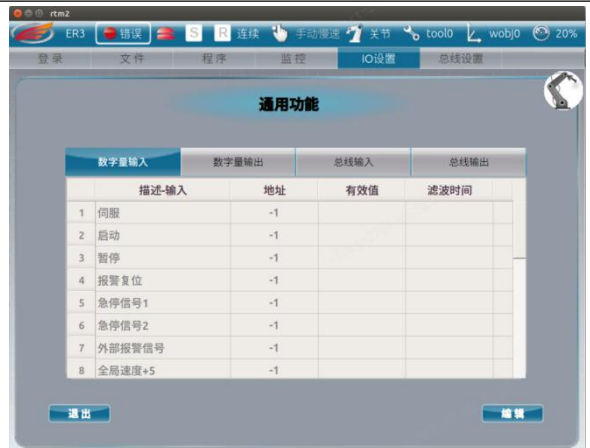 rtm2
ER3 错误 S R 连续 手动慢速 关节 tool0 wobj0 20%
登录 文件 程序 监控 IO设置 总线设置
通用功能
数字量输入 数字量输出 总线输入 总线输出
描述-输入 地址 有效值 滤波时间
1 伺服 -1
2 启动 -1
3 暂停 -1
4 报警复位 -1
5 急停信号1 -1
6 急停信号2 -1
7 外部报警信号 -1
8 全局速度+5 -1
退出 编辑